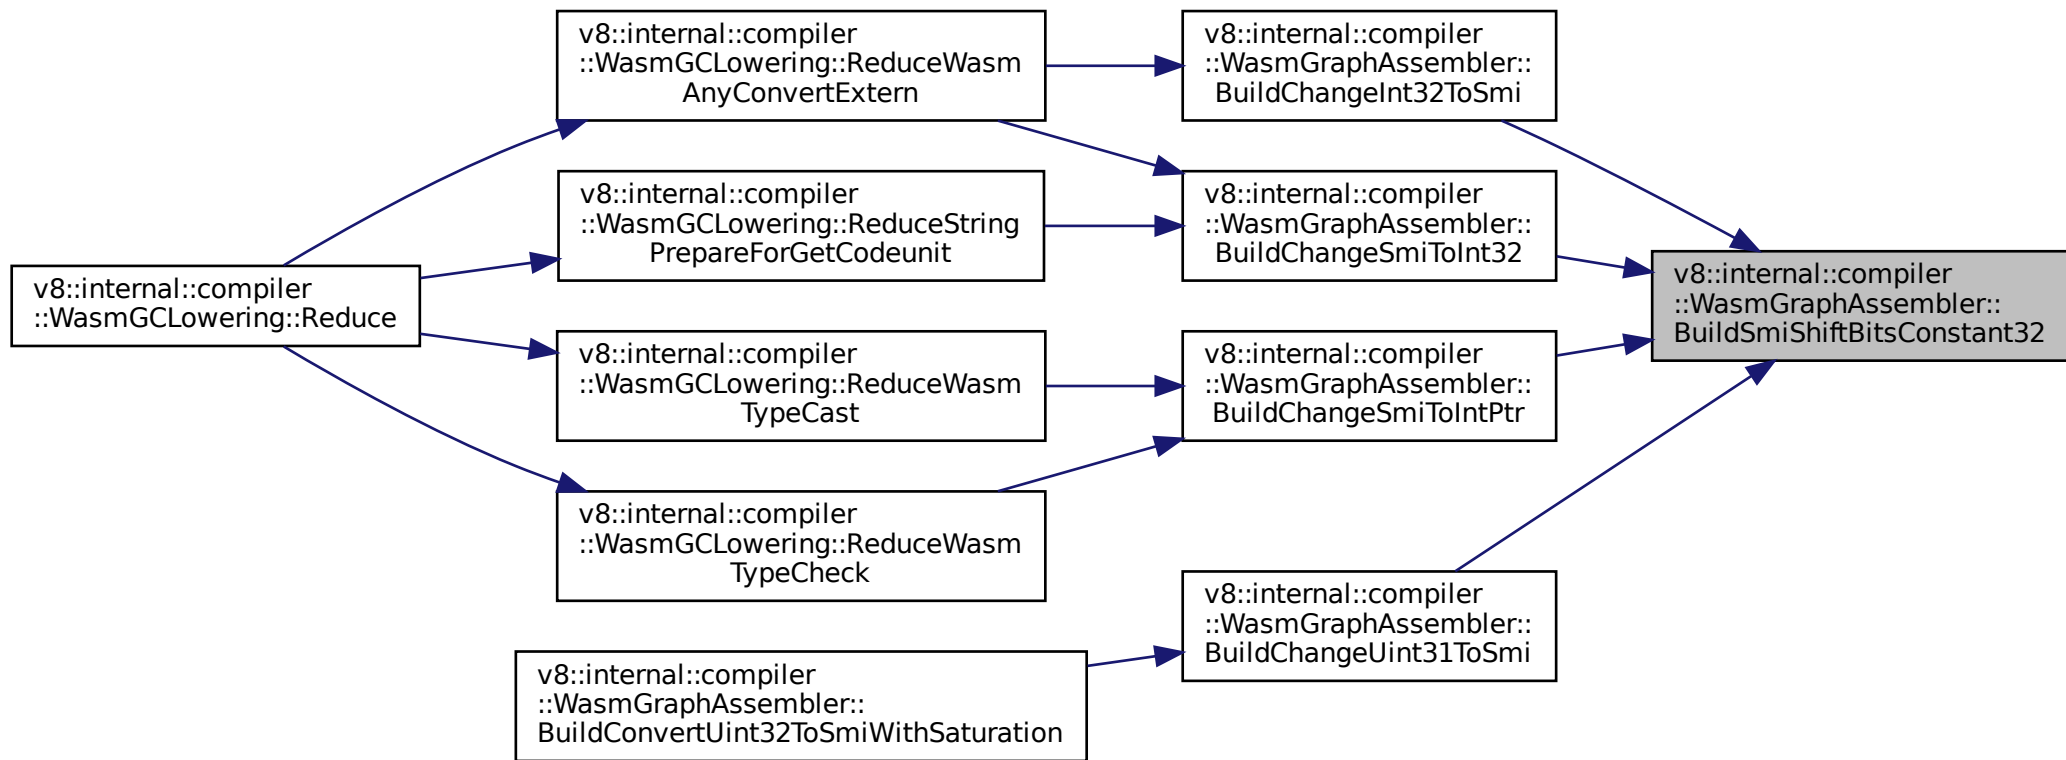 v8::internal::compiler
::WasmGCLowering::Reduce
v8::internal::compiler
::WasmGCLowering::ReduceWasm
AnyConvertExtern
v8::internal::compiler
::WasmGCLowering::ReduceString
PrepareForGetCodeunit
v8::internal::compiler
::WasmGCLowering::ReduceWasm
TypeCast
v8::internal::compiler
::WasmGCLowering::ReduceWasm
TypeCheck
v8::internal::compiler
::WasmGraphAssembler::
BuildConvertUint32ToSmiWithSaturation
v8::internal::compiler
::WasmGraphAssembler::
BuildChangeInt32ToSmi
v8::internal::compiler
::WasmGraphAssembler::
BuildChangeSmiToInt32
v8::internal::compiler
::WasmGraphAssembler::
BuildChangeSmiToIntPtr
v8::internal::compiler
::WasmGraphAssembler::
BuildChangeUint31ToSmi
v8::internal::compiler
::WasmGraphAssembler::
BuildSmiShiftBitsConstant32